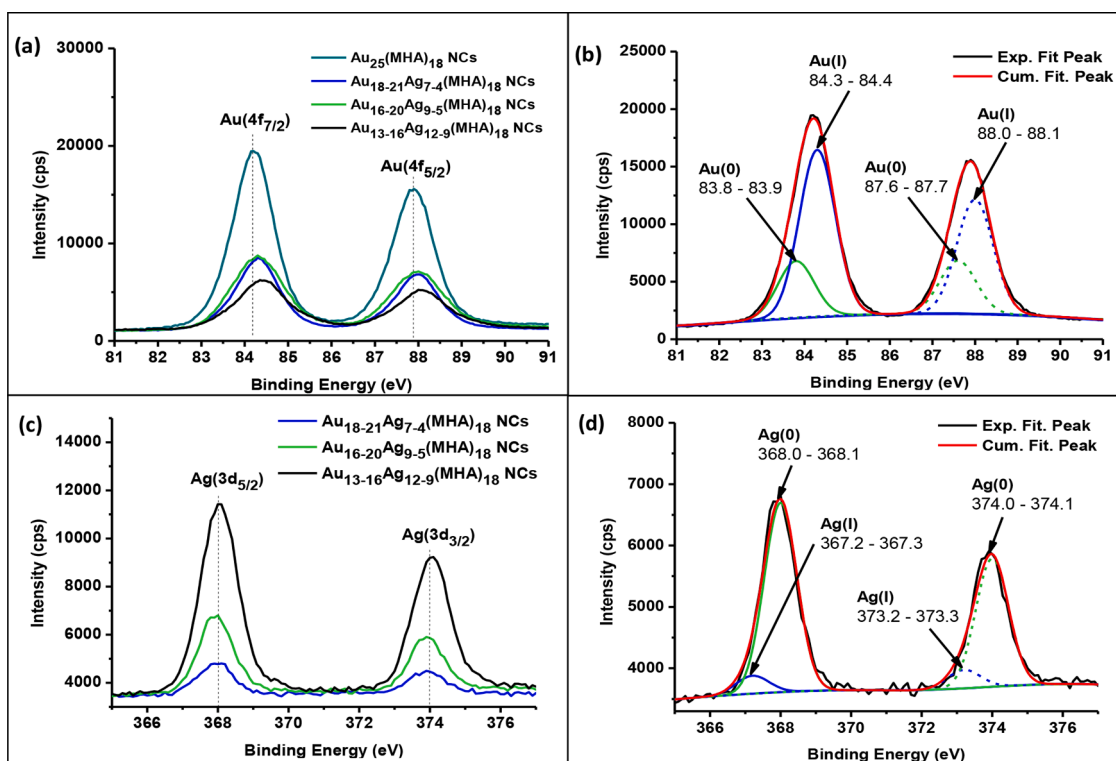 (a)
Au25(MHA)18 NCs
Au18-21Ag7-4(MHA)18 NCs
Au16-20Ag9-5(MHA)18 NCs
Au13-16Ag12-9(MHA)18 NCs
Au(4f7/2)
Au(4f5/2)
30000
20000
10000
0
Intensity (cps)
81 82 83 84 85 86 87 88 89 90 91
Binding Energy (eV)
(b)
Exp. Fit Peak
Cum. Fit. Peak
Au(I)
84.3 - 84.4
Au(I)
88.0 - 88.1
Au(0)
83.8 - 83.9
Au(0)
87.6 - 87.7
25000
20000
15000
10000
5000
0
Intensity (cps)
81 82 83 84 85 86 87 88 89 90 91
Binding Energy (eV)
(c)
Au18-21Ag7-4(MHA)18 NCs
Au16-20Ag9-5(MHA)18 NCs
Au13-16Ag12-9(MHA)18 NCs
Ag(3d5/2)
Ag(3d3/2)
14000
12000
10000
8000
6000
4000
Intensity (cps)
366 368 370 372 374 376
Binding Energy (eV)
(d)
Exp. Fit. Peak
Cum. Fit. Peak
Ag(0)
368.0 - 368.1
Ag(0)
374.0 - 374.1
Ag(I)
367.2 - 367.3
Ag(I)
373.2 - 373.3
8000
7000
6000
5000
4000
Intensity (cps)
366 368 370 372 374 376
Binding Energy (eV)